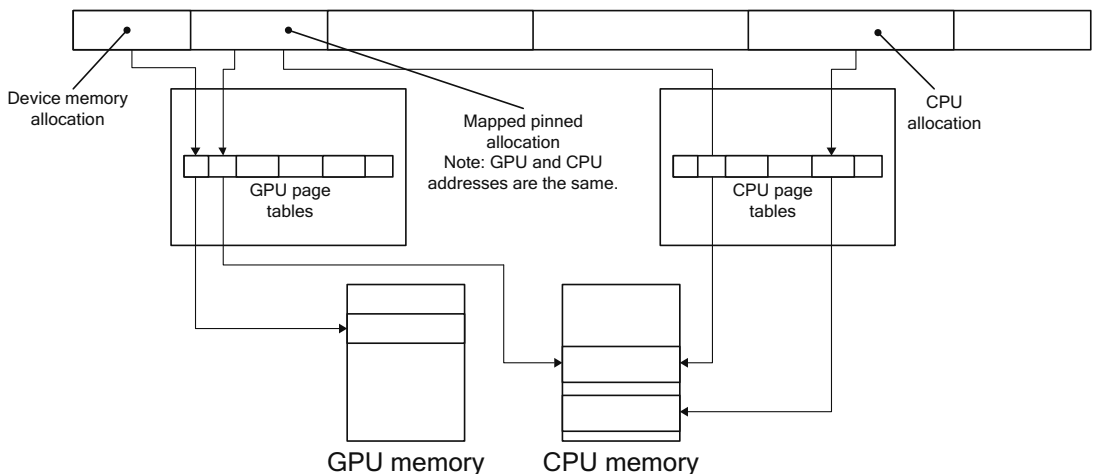 Device memory
allocation
Mapped pinned
allocation
Note: GPU and CPU
addresses are the same.
CPU
allocation
GPU page
tables
CPU page
tables
GPU memory
CPU memory